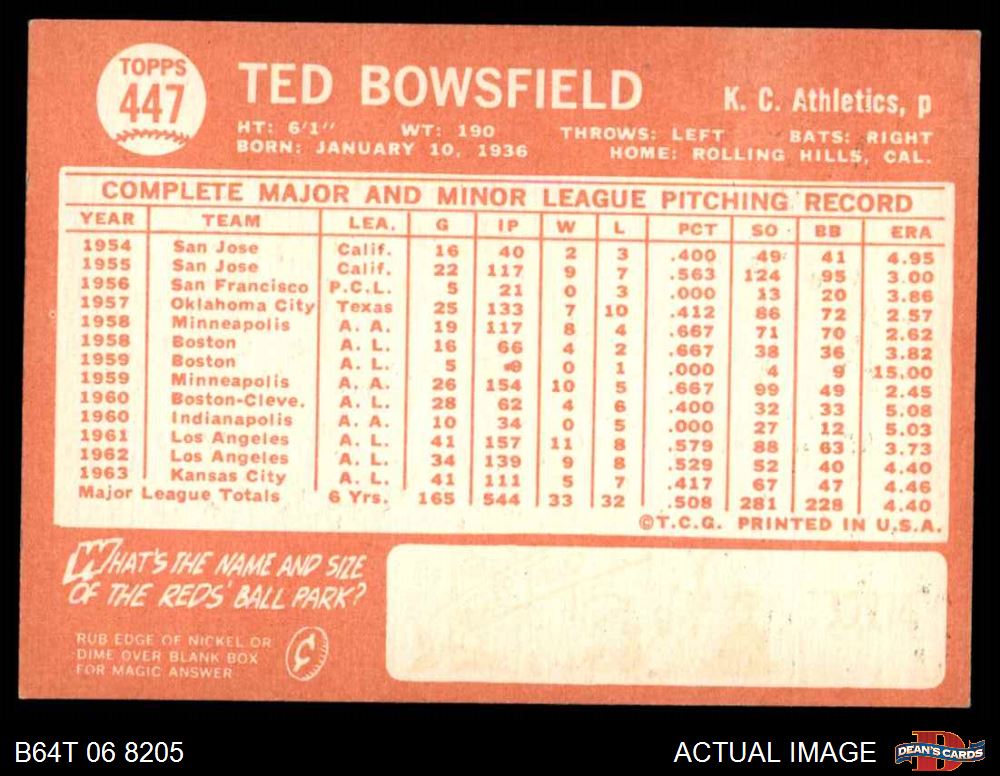 TOPPS
447
TED BOWSFIELD
K. C. Athletics, p
HT: 6'1" WT: 190 THROWS: LEFT BATS: RIGHT
BORN: JANUARY 10, 1936 HOME: ROLLING HILLS, CAL.
COMPLETE MAJOR AND MINOR LEAGUE PITCHING RECORD
YEAR TEAM LEA. G IP W L PCT SO BB ERA
1954 San Jose Calif. 16 40 2 3 .400 49 41 4.95
1955 San Jose Calif. 22 117 9 7 .563 124 95 3.00
1956 San Francisco P.C.L. 5 21 0 3 .000 13 20 3.86
1957 Oklahoma City Texas 25 133 7 10 .412 86 72 2.57
1958 Minneapolis A. A. 19 117 8 4 .667 71 70 2.62
1958 Boston A. L. 16 66 4 2 .667 38 36 3.82
1959 Boston A. L. 5 0 1 .000 4 9 15.00
1959 Minneapolis A. A. 26 154 10 5 .667 99 49 2.45
1960 Boston-Cleve. A. L. 28 62 4 6 .400 32 33 5.08
1960 Indianapolis A. A. 10 34 0 5 .000 27 12 5.03
1961 Los Angeles A. L. 41 157 11 8 .579 88 63 3.73
1962 Los Angeles A. L. 34 139 9 8 .529 52 40 4.40
1963 Kansas City A. L. 41 111 5 7 .417 67 47 4.46
Major League Totals 6 Yrs. 165 544 33 32 .508 281 228 4.40
©T.C.G. PRINTED IN U.S.A.
WHAT'S THE NAME AND SIZE
OF THE REDS' BALL PARK?
RUB EDGE OF NICKEL OR
DIME OVER BLANK BOX
FOR MAGIC ANSWER
B64T 06 8205
ACTUAL IMAGE
DEAN'S CARDS